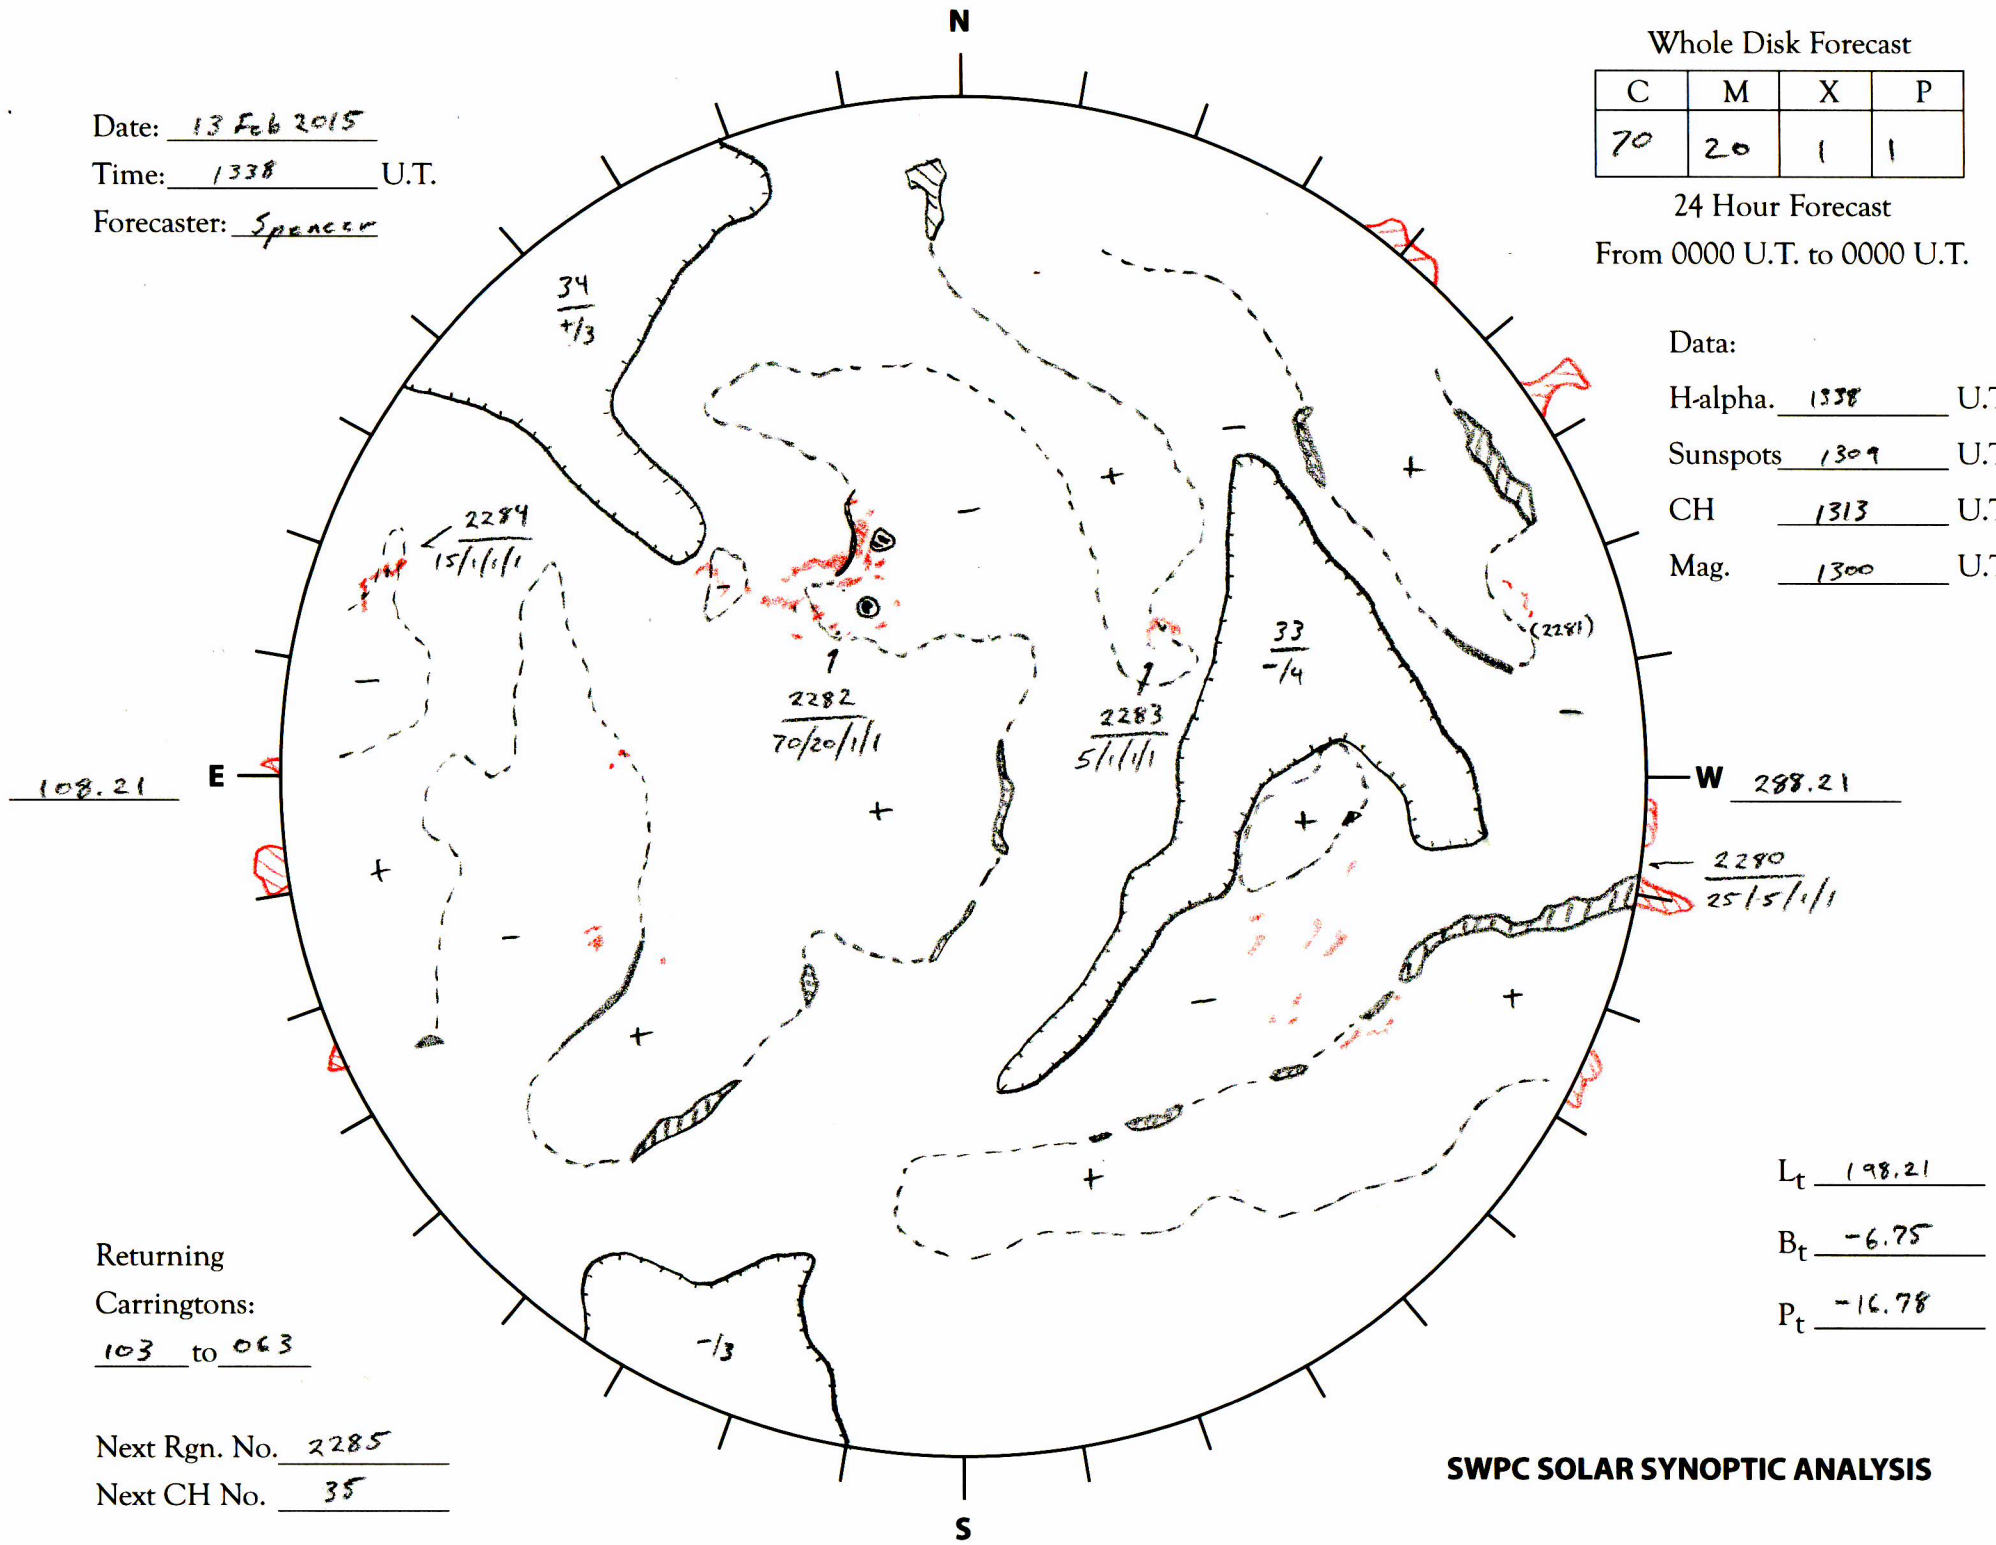 N
Date: 13 Feb 2015
Time: 1338 U.T.
Forecaster: Spencer
Whole Disk Forecast
C M X P
70 20 1 1
24 Hour Forecast
From 0000 U.T. to 0000 U.T.
34
+/3
Data:
H-alpha. 1338 U.T
Sunspots 1309 U.T
CH 1313 U.T
Mag. 1300 U.T
-
+
+
-
2284
15/1/1/1
-
(2281)
33
-/4
-
-
2282
70/20/1/1
2283
5/1/1/1
108.21 E
W 288.21
+
+
+
2280
25/5/1/1
-
-
+
+
+
Lt 198.21
Bt -6.75
Pt -16.78
Returning
Carringtons:
103 to 063
-/3
Next Rgn. No. 2285
Next CH No. 35
SWPC SOLAR SYNOPTIC ANALYSIS
S